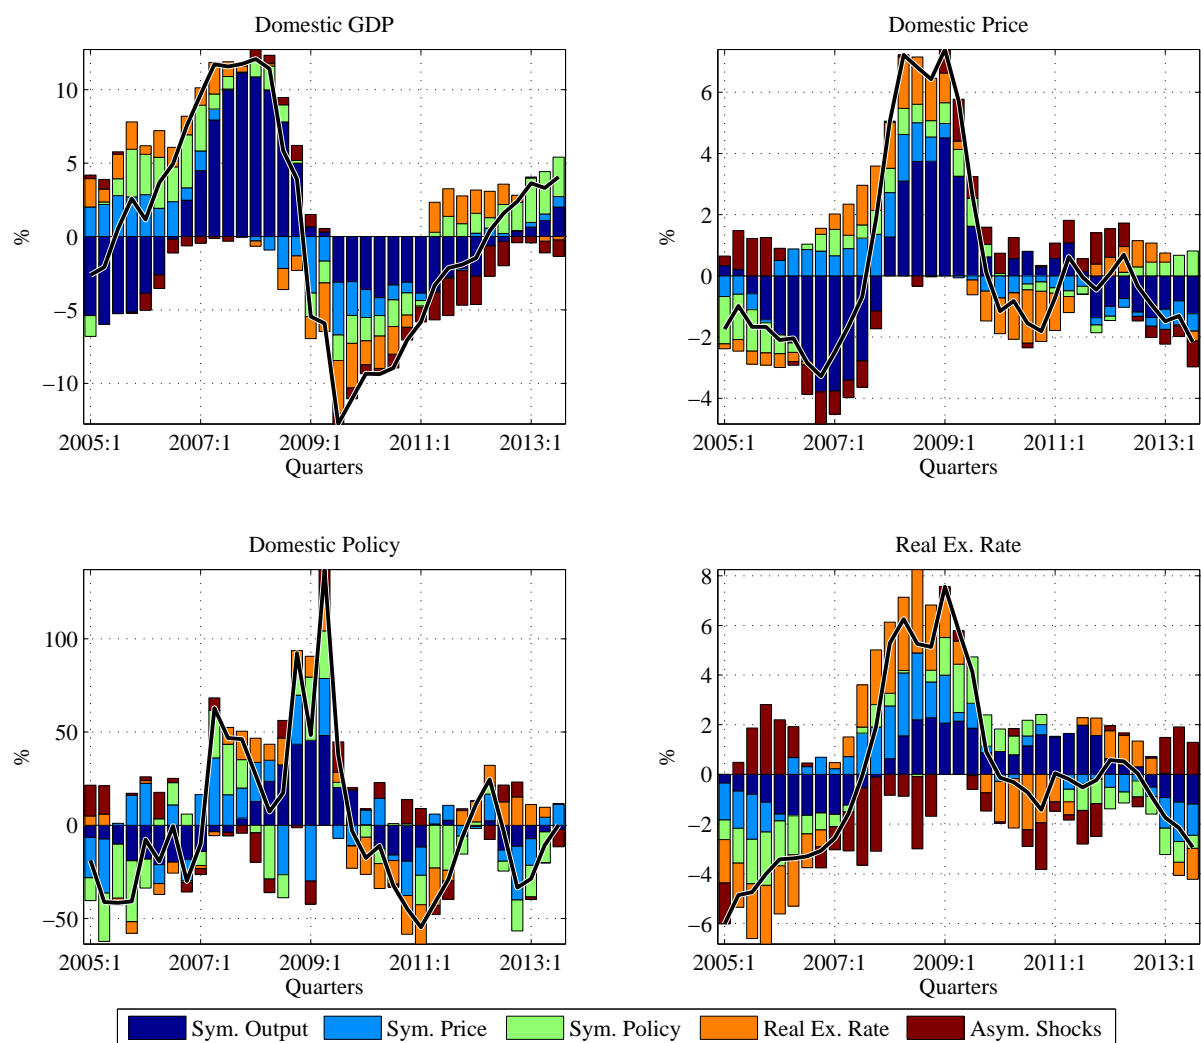 Domestic GDP
10
5
0
−5
−10
%
2005:1 2007:1 2009:1 2011:1 2013:1
Quarters
Domestic Price
6
4
2
0
−2
−4
%
2005:1 2007:1 2009:1 2011:1 2013:1
Quarters
Domestic Policy
100
50
0
−50
%
2005:1 2007:1 2009:1 2011:1 2013:1
Quarters
Real Ex. Rate
8
6
4
2
0
−2
−4
−6
%
2005:1 2007:1 2009:1 2011:1 2013:1
Quarters
Sym. Output Sym. Price Sym. Policy Real Ex. Rate Asym. Shocks